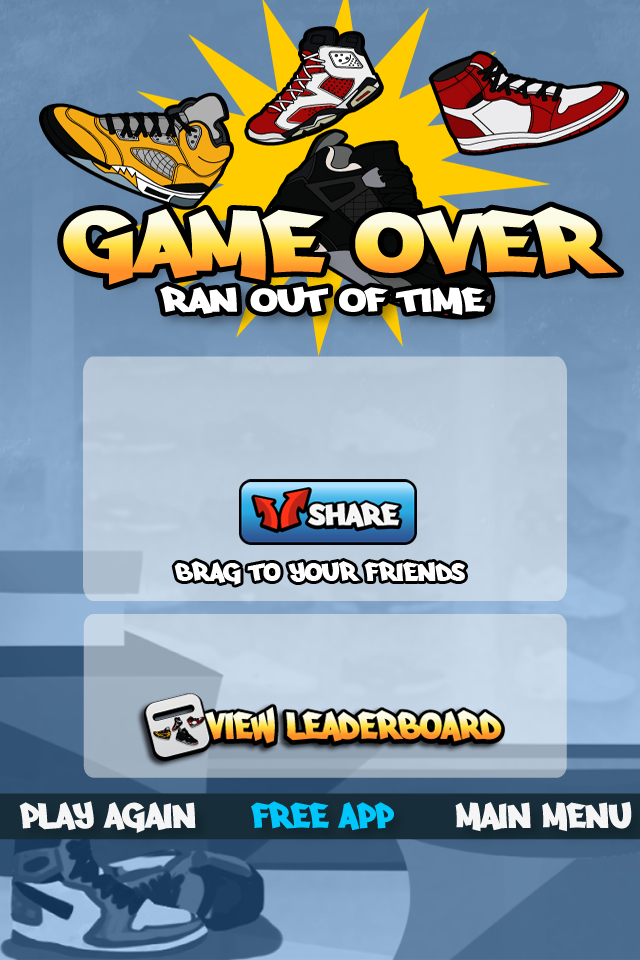 GAME OVER
RAN OUT OF TIME
SHARE
BRAG TO YOUR FRIENDS
VIEW LEADERBOARD
PLAY AGAIN FREE APP MAIN MENU